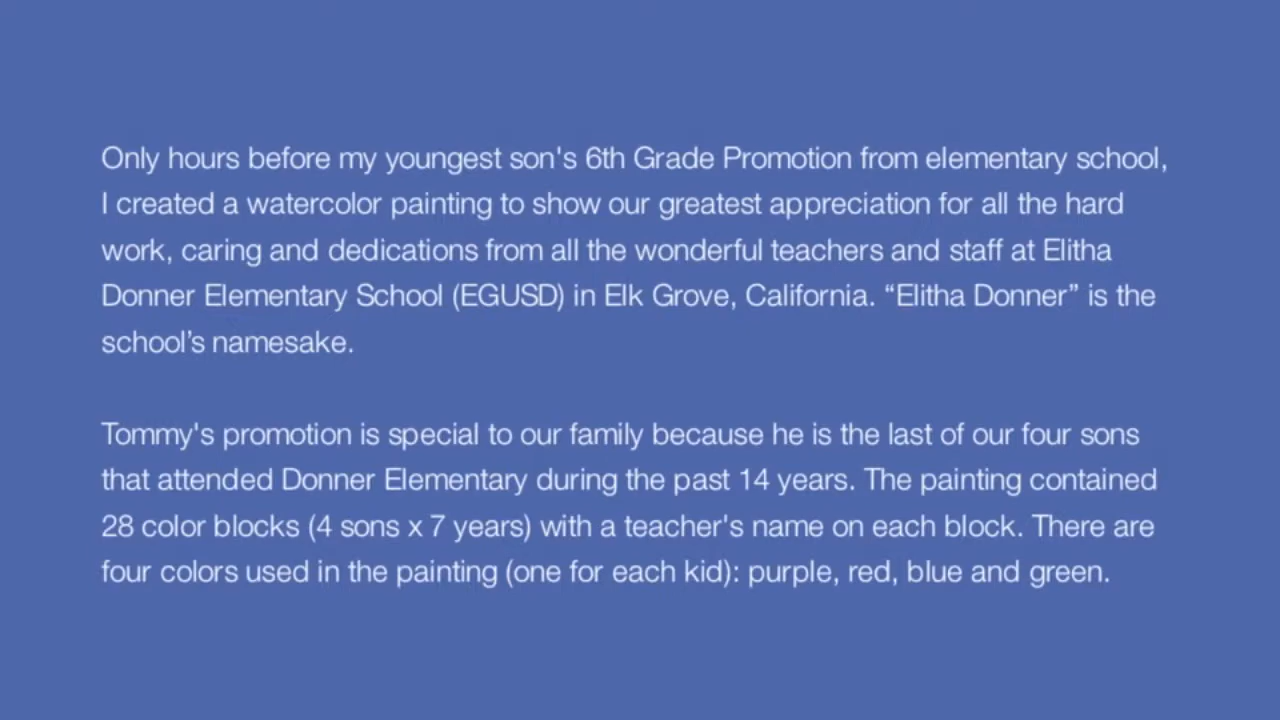 Only hours before my youngest son's 6th Grade Promotion from elementary school,
I created a watercolor painting to show our greatest appreciation for all the hard
work, caring and dedications from all the wonderful teachers and staff at Elitha
Donner Elementary School (EGUSD) in Elk Grove, California. “Elitha Donner” is the
school’s namesake.
Tommy's promotion is special to our family because he is the last of our four sons
that attended Donner Elementary during the past 14 years. The painting contained
28 color blocks (4 sons x 7 years) with a teacher's name on each block. There are
four colors used in the painting (one for each kid): purple, red, blue and green.